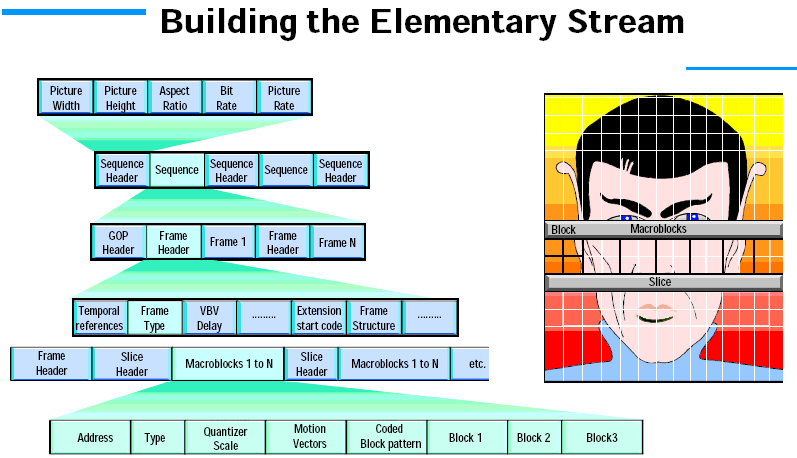 Building the Elementary Stream
Picture Width
Picture Height
Aspect Ratio
Bit Rate
Picture Rate
Sequence Header
Sequence
Sequence Header
Sequence
Sequence Header
GOP Header
Frame Header
Frame 1
Frame Header
Frame N
Temporal references
Frame Type
VBV Delay
.........
Extension start code
Frame Structure
.........
Frame Header
Slice Header
Macroblocks 1 to N
Slice Header
Macroblocks 1 to N
etc.
Address
Type
Quantizer Scale
Motion Vectors
Coded Block pattern
Block 1
Block 2
Block3
Block
Macroblocks
Slice